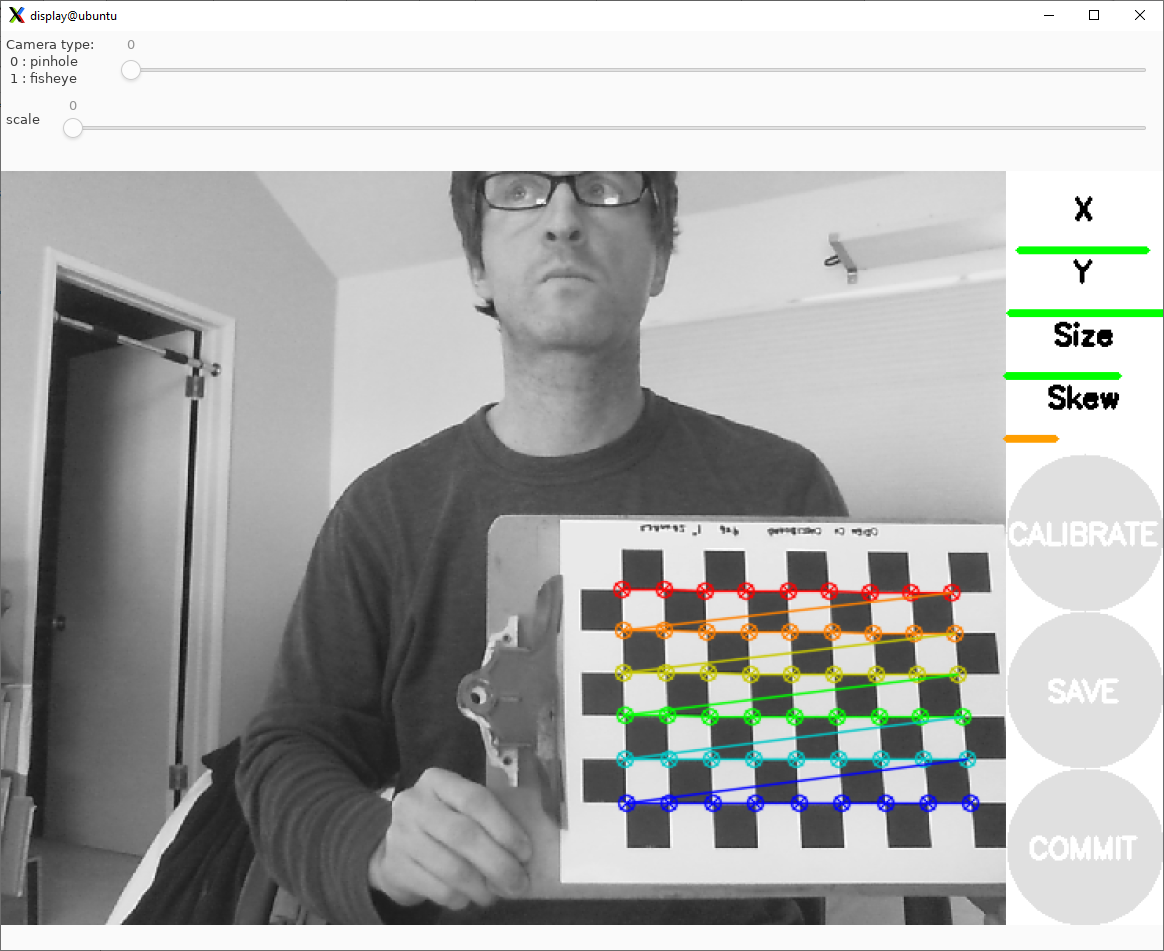 display@ubuntu
Camera type:
0 : pinhole
1 : fisheye
0
scale
0
X
Y
Size
Skew
CALIBRATE
SAVE
COMMIT